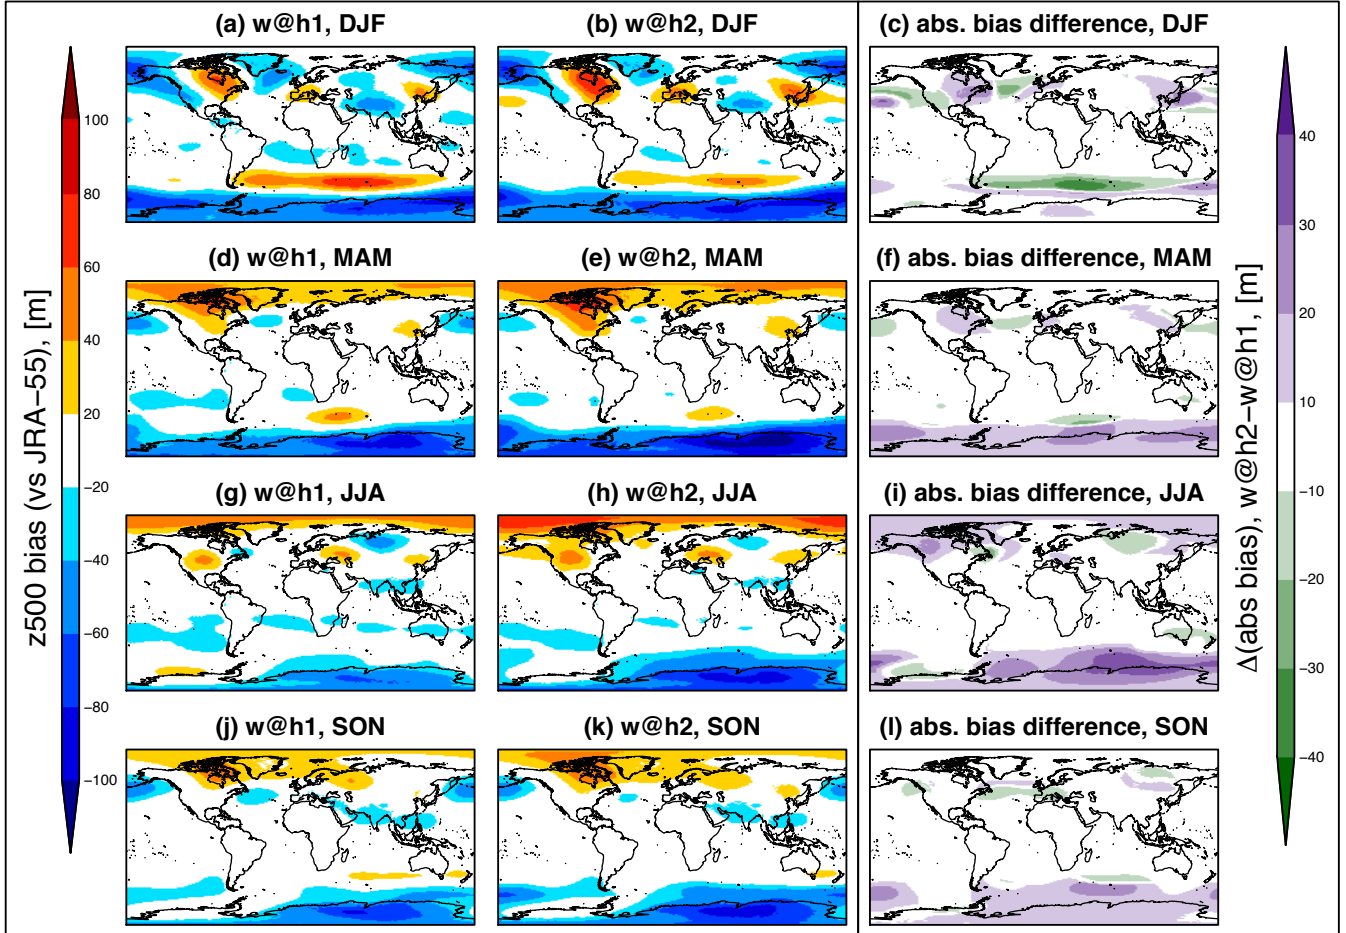 (a) w@h1, DJF
(b) w@h2, DJF
(c) abs. bias difference, DJF
(d) w@h1, MAM
(e) w@h2, MAM
(f) abs. bias difference, MAM
(g) w@h1, JJA
(h) w@h2, JJA
(i) abs. bias difference, JJA
(j) w@h1, SON
(k) w@h2, SON
(l) abs. bias difference, SON
z500 bias (vs JRA−55), [m]
100
80
60
40
20
−20
−40
−60
−80
−100
Δ(abs bias), w@h2−w@h1, [m]
40
30
20
10
−10
−20
−30
−40